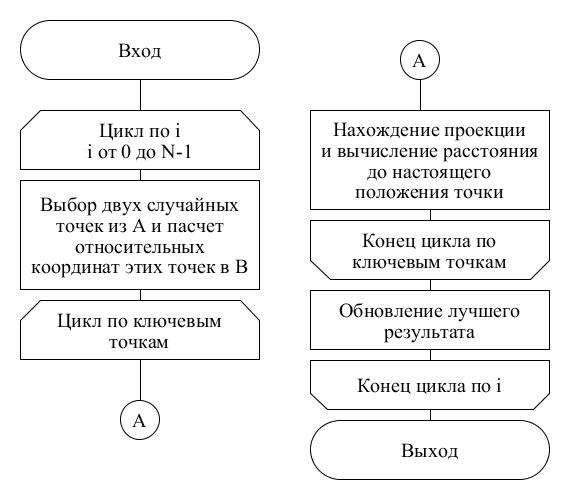 Вход
Цикл по i
i от 0 до N-1
Выбор двух случайных
точек из A и пасчет
относительных
координат этих точек в B
Цикл по ключевым
точкам
A
A
Нахождение проекции
и вычисление расстояния
до настоящего
положения точки
Конец цикла по
ключевым точкам
Обновление лучшего
результата
Конец цикла по i
Выход